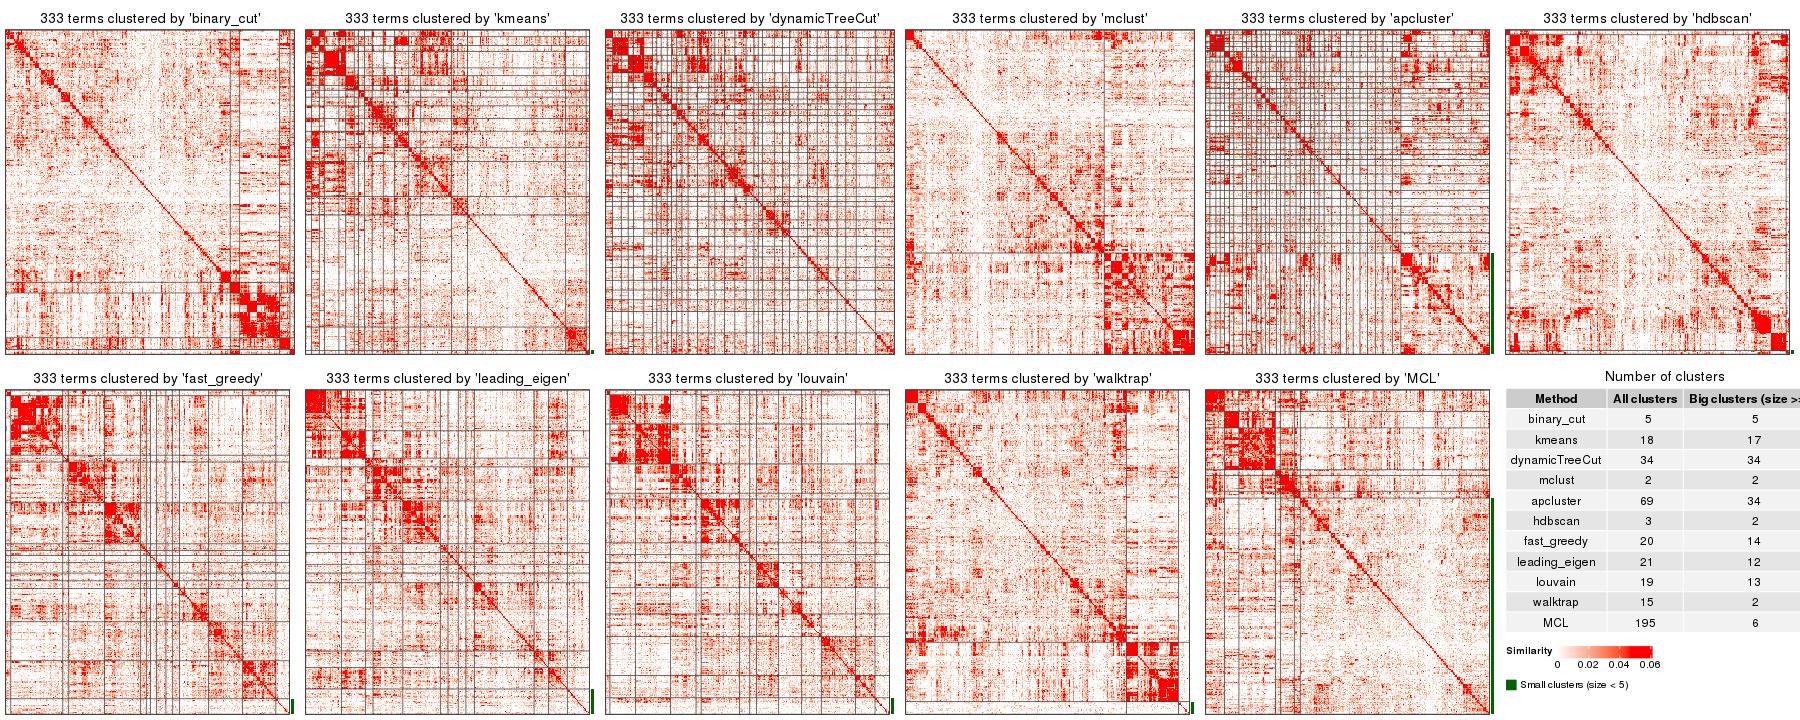 333 terms clustered by 'binary_cut'
333 terms clustered by 'kmeans'
333 terms clustered by 'dynamicTreeCut'
333 terms clustered by 'mclust'
333 terms clustered by 'apcluster'
333 terms clustered by 'hdbscan'
333 terms clustered by 'fast_greedy'
333 terms clustered by 'leading_eigen'
333 terms clustered by 'louvain'
333 terms clustered by 'walktrap'
333 terms clustered by 'MCL'
Number of clusters
Method All clusters Big clusters (size >
binary_cut 5 5
kmeans 18 17
dynamicTreeCut 34 34
mclust 2 2
apcluster 69 34
hdbscan 3 2
fast_greedy 20 14
leading_eigen 21 12
louvain 19 13
walktrap 15 2
MCL 195 6
Similarity
0 0.02 0.04 0.06
Small clusters (size < 5)